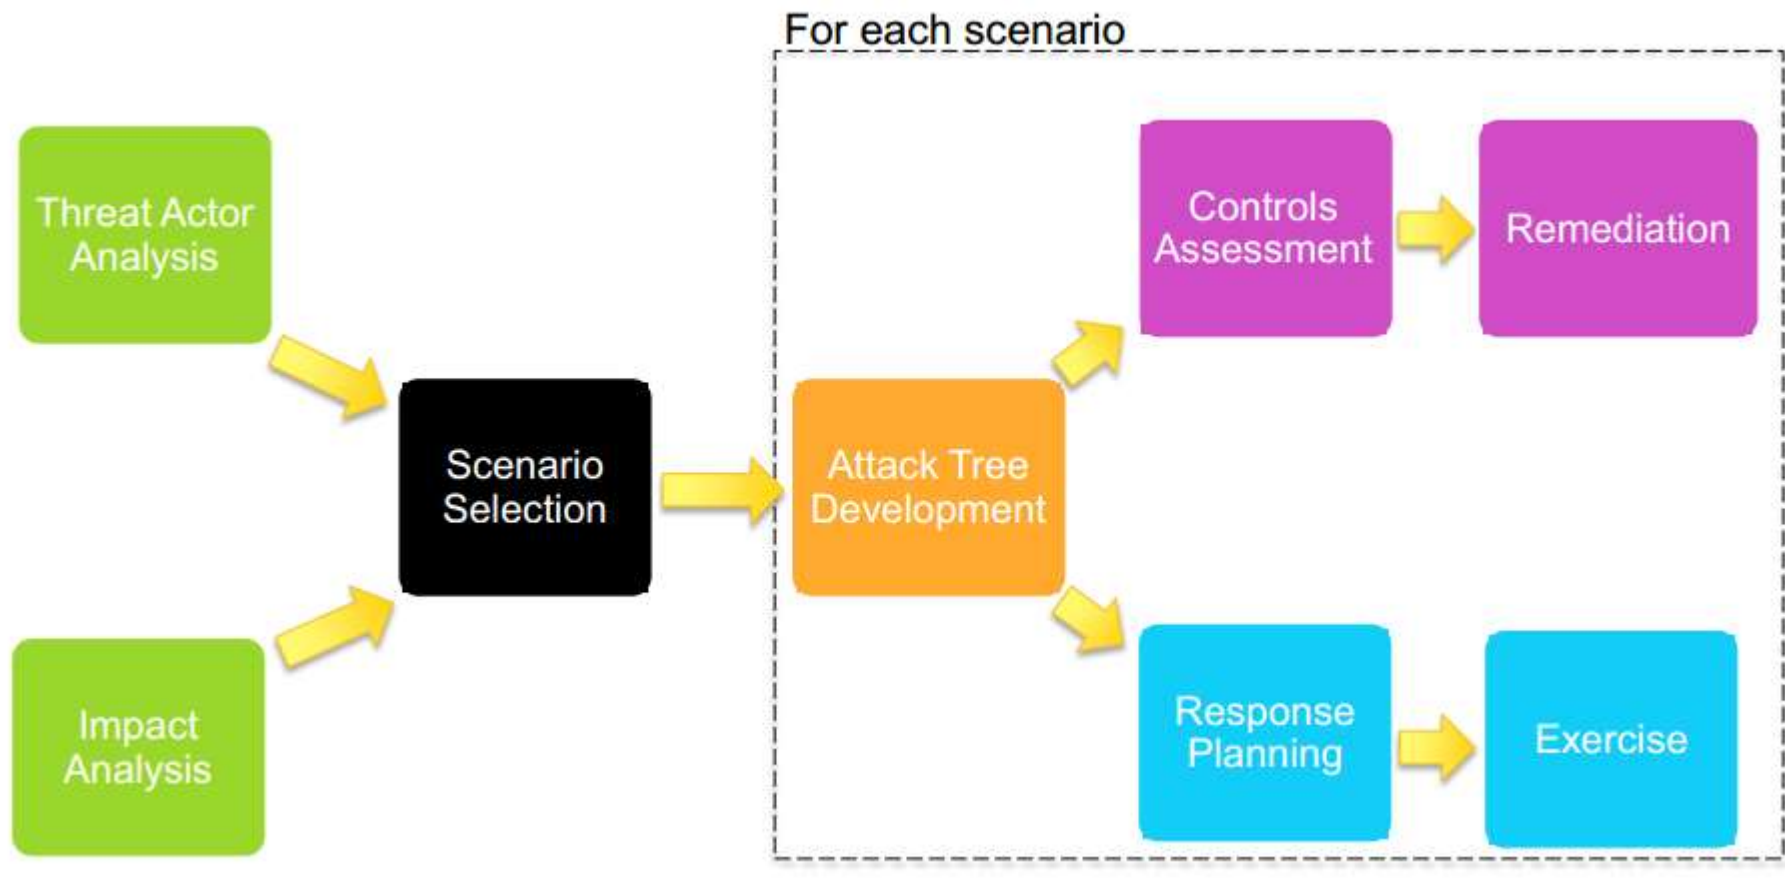 For each scenario
Threat Actor
Analysis
Controls
Assessment
Remediation
Scenario
Selection
Attack Tree
Development
Impact
Analysis
Response
Planning
Exercise